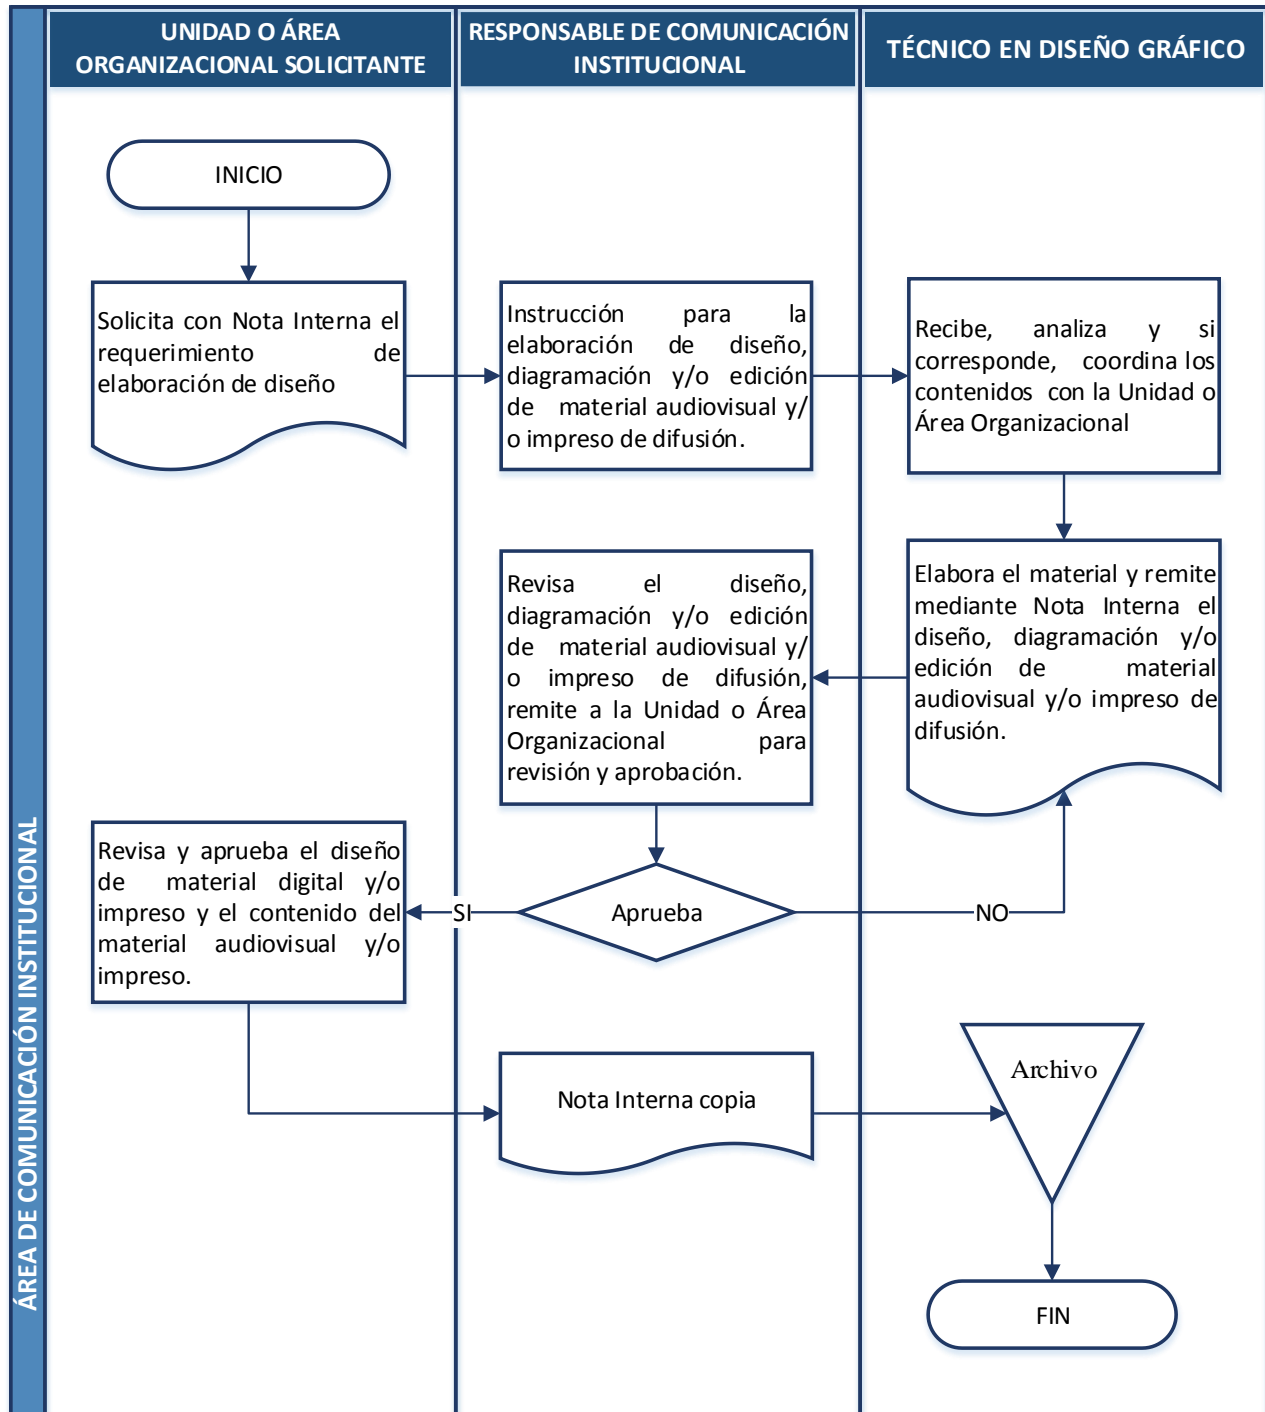 UNIDAD O ÁREA
ORGANIZACIONAL SOLICITANTE
RESPONSABLE DE COMUNICACIÓN
INSTITUCIONAL
TÉCNICO EN DISEÑO GRÁFICO
ÁREA DE COMUNICACIÓN INSTITUCIONAL
INICIO
Solicita con Nota Interna el
requerimiento de
elaboración de diseño
Instrucción para la
elaboración de diseño,
diagramación y/o edición
de material audiovisual y/
o impreso de difusión.
Recibe, analiza y si
corresponde, coordina los
contenidos con la Unidad o
Área Organizacional
Elabora el material y remite
mediante Nota Interna el
diseño, diagramación y/o
edición de material
audiovisual y/o impreso de
difusión.
Revisa el diseño,
diagramación y/o edición
de material audiovisual y/
o impreso de difusión,
remite a la Unidad o Área
Organizacional para
revisión y aprobación.
Aprueba
SI
NO
Revisa y aprueba el diseño
de material digital y/o
impreso y el contenido del
material audiovisual y/o
impreso.
Nota Interna copia
Archivo
FIN